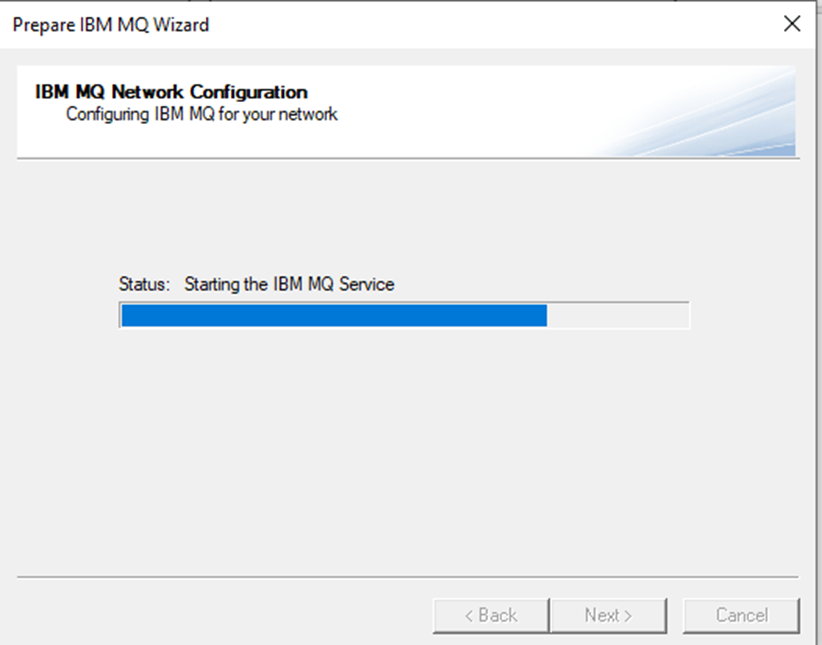 Prepare IBM MQ Wizard
IBM MQ Network Configuration
Configuring IBM MQ for your network
Status: Starting the IBM MQ Service
< Back Next > Cancel